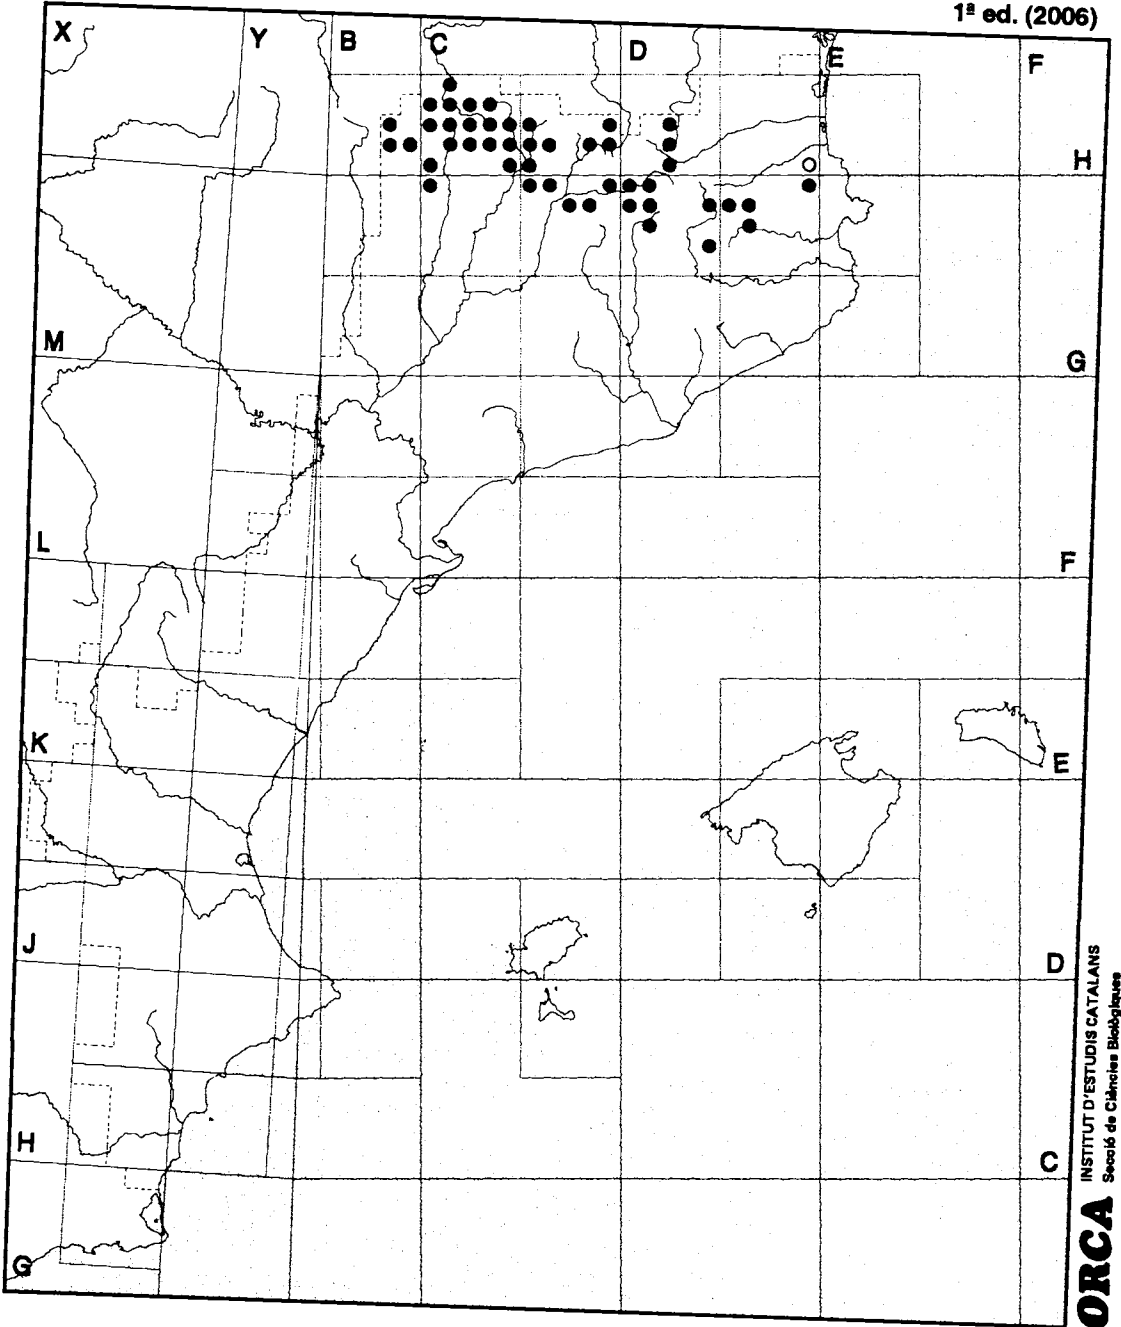 1ª ed. (2006)
X
Y
B
C
D
E
F
H
M
G
L
F
K
E
J
D
H
C
G
ORCA
INSTITUT D'ESTUDIS CATALANS
Secció de Ciències Biològiques